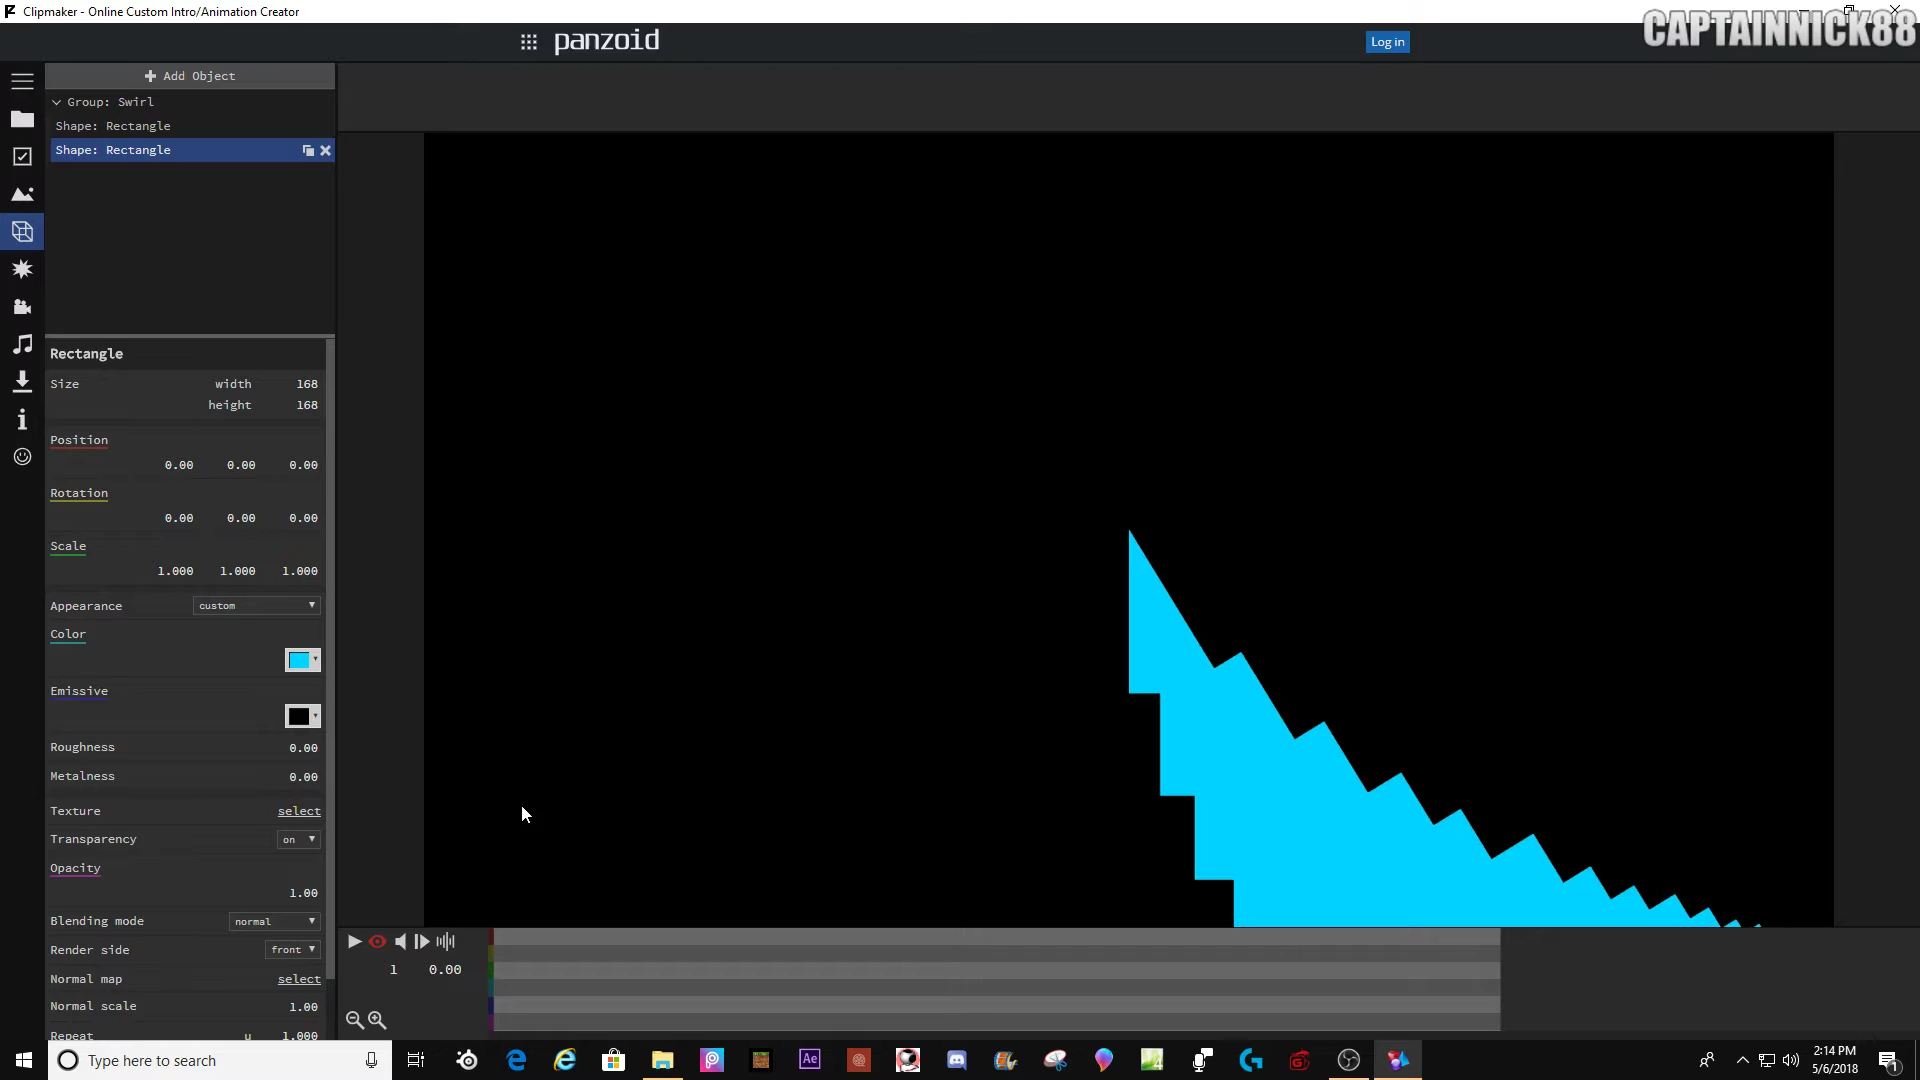 Clipmaker - Online Custom Intro/Animation Creator
CAPTAINNICK88
panzoid
Log in
Add Object
Group: Swirl
Shape: Rectangle
Shape: Rectangle
Rectangle
Size width 168
height 168
Position
0.00 0.00 0.00
Rotation
0.00 0.00 0.00
Scale
1.000 1.000 1.000
Appearance custom
Color
Emissive
Roughness 0.00
Metalness 0.00
Texture select
Transparency on
Opacity
1.00
Blending mode normal
Render side front
Normal map select
Normal scale 1.00
Repeat u 1.000
1 0.00
Type here to search
Ae
2:14 PM
5/6/2018
1